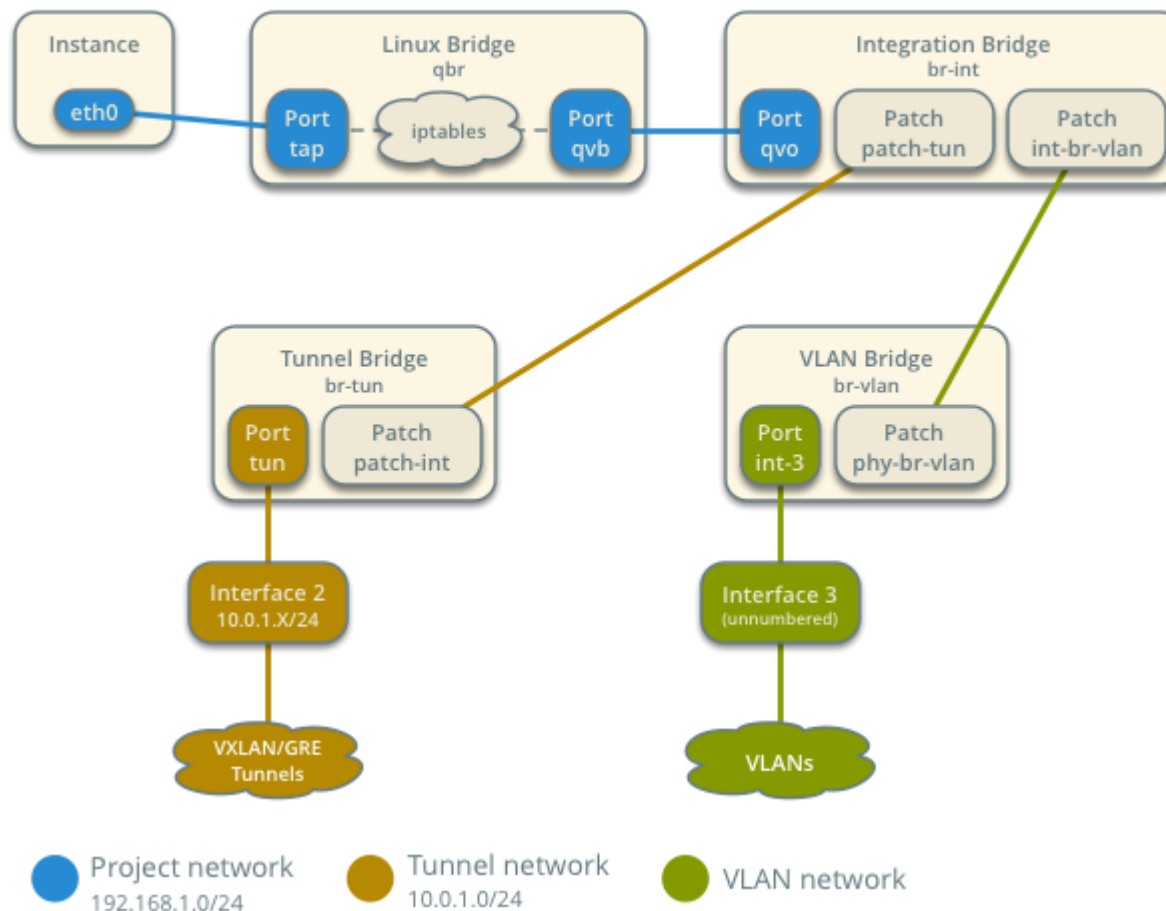 Instance
eth0
Linux Bridge
qbr
Port
tap
iptables
Port
qvb
Integration Bridge
br-int
Port
qvo
Patch
patch-tun
Patch
int-br-vlan
Tunnel Bridge
br-tun
Port
tun
Patch
patch-int
VLAN Bridge
br-vlan
Port
int-3
Patch
phy-br-vlan
Interface 2
10.0.1.X/24
Interface 3
(unnumbered)
VXLAN/GRE
Tunnels
VLANs
Project network
192.168.1.0/24
Tunnel network
10.0.1.0/24
VLAN network